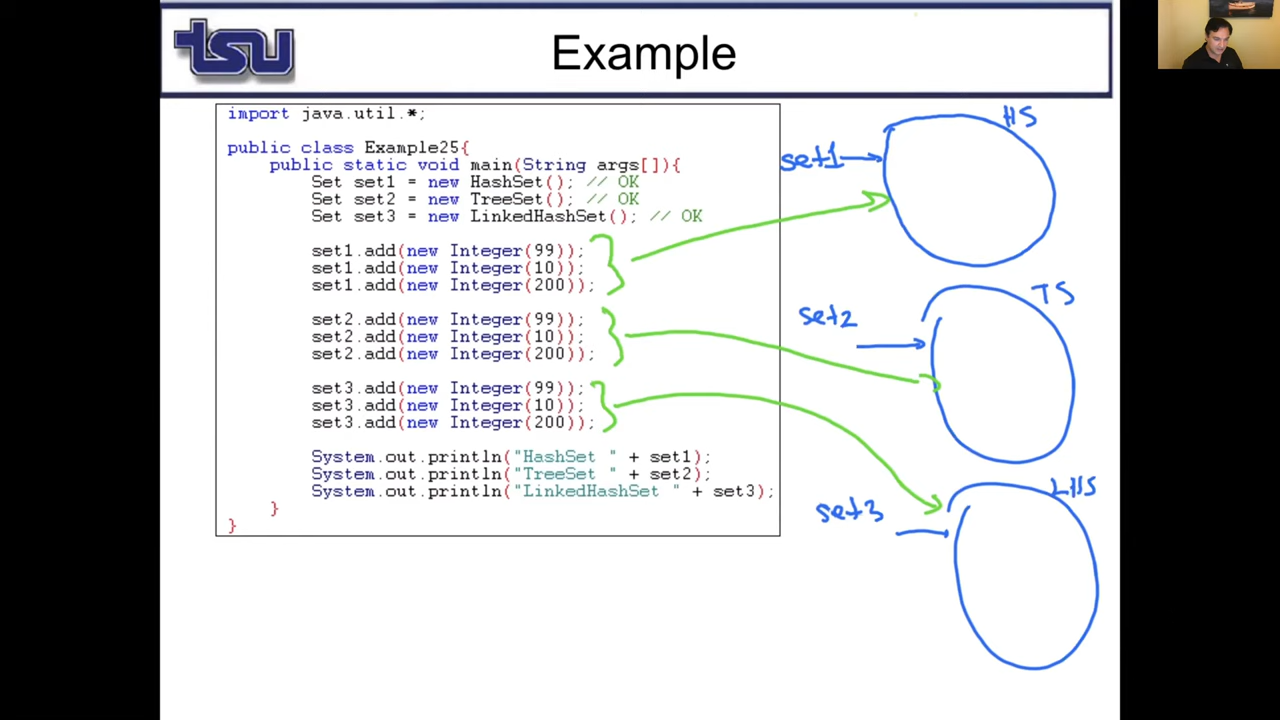 tsu
Example
import java.util.*;
public class Example25{
public static void main(String args[]){
Set set1 = new HashSet(); // OK
Set set2 = new TreeSet(); // OK
Set set3 = new LinkedHashSet(); // OK
set1.add(new Integer(99));
set1.add(new Integer(10));
set1.add(new Integer(200));
set2.add(new Integer(99));
set2.add(new Integer(10));
set2.add(new Integer(200));
set3.add(new Integer(99));
set3.add(new Integer(10));
set3.add(new Integer(200));
System.out.println("HashSet " + set1);
System.out.println("TreeSet " + set2);
System.out.println("LinkedHashSet " + set3);
}
}
HS
set1
TS
set2
LHS
set3